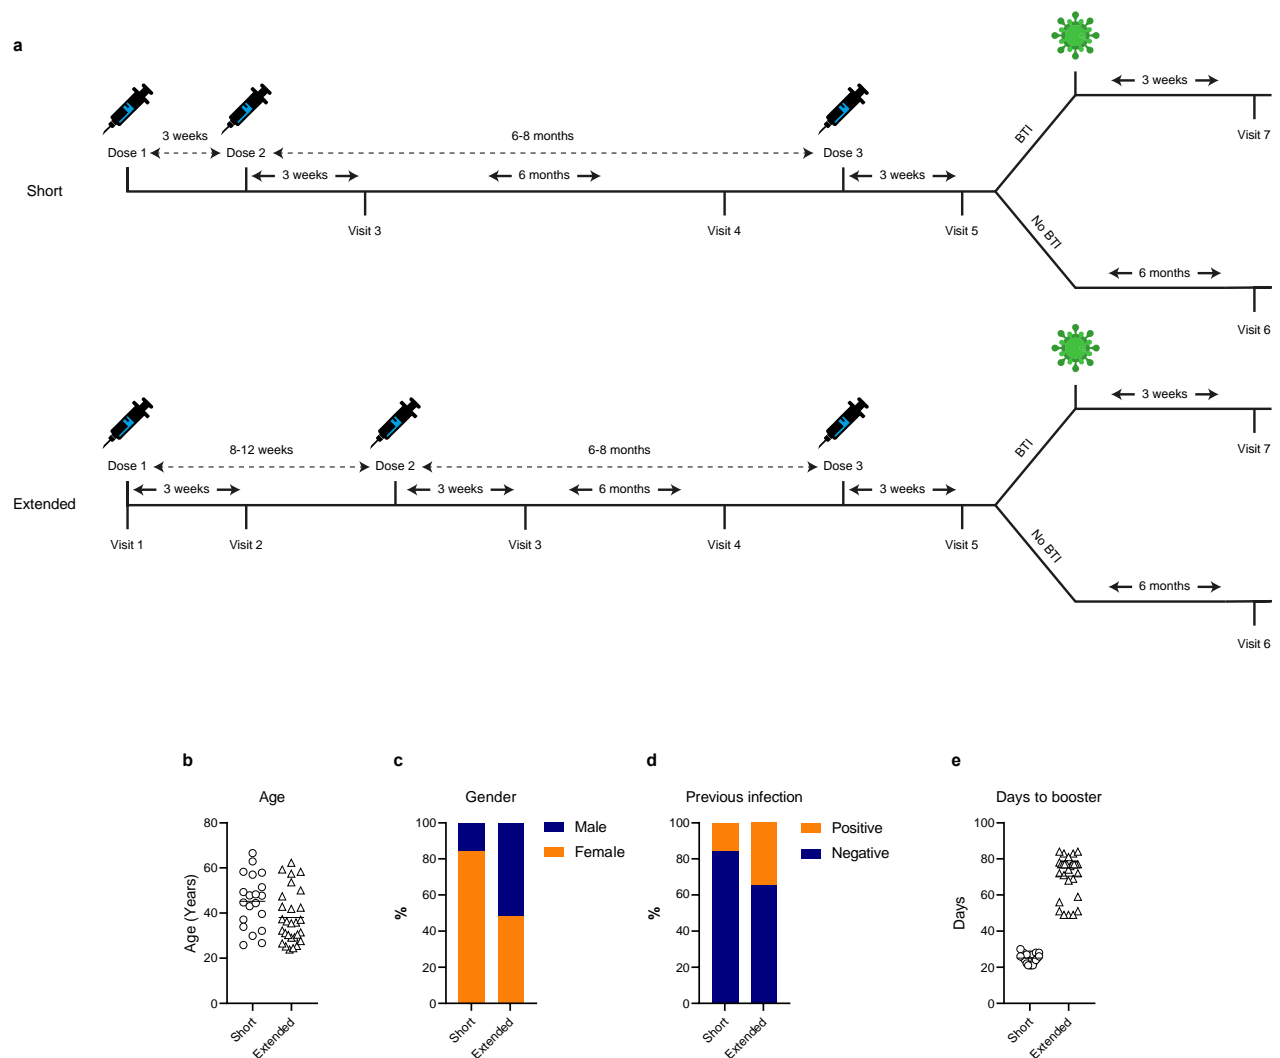 a
3 weeks
6-8 months
3 weeks
Dose 1
Dose 2
Dose 3
BTI
Visit 7
3 weeks
6 months
3 weeks
Short
Visit 3
Visit 4
Visit 5
No BTI
6 months
Visit 6
8-12 weeks
6-8 months
3 weeks
Dose 1
Dose 2
Dose 3
BTI
Visit 7
3 weeks
3 weeks
6 months
3 weeks
Extended
Visit 1
Visit 2
Visit 3
Visit 4
Visit 5
No BTI
6 months
Visit 6
b
Age
Age (Years)
80
60
40
20
0
Short
Extended
c
Gender
%
100
80
60
40
20
0
Short
Extended
Male
Female
d
Previous infection
%
100
80
60
40
20
0
Short
Extended
Positive
Negative
e
Days to booster
Days
100
80
60
40
20
0
Short
Extended